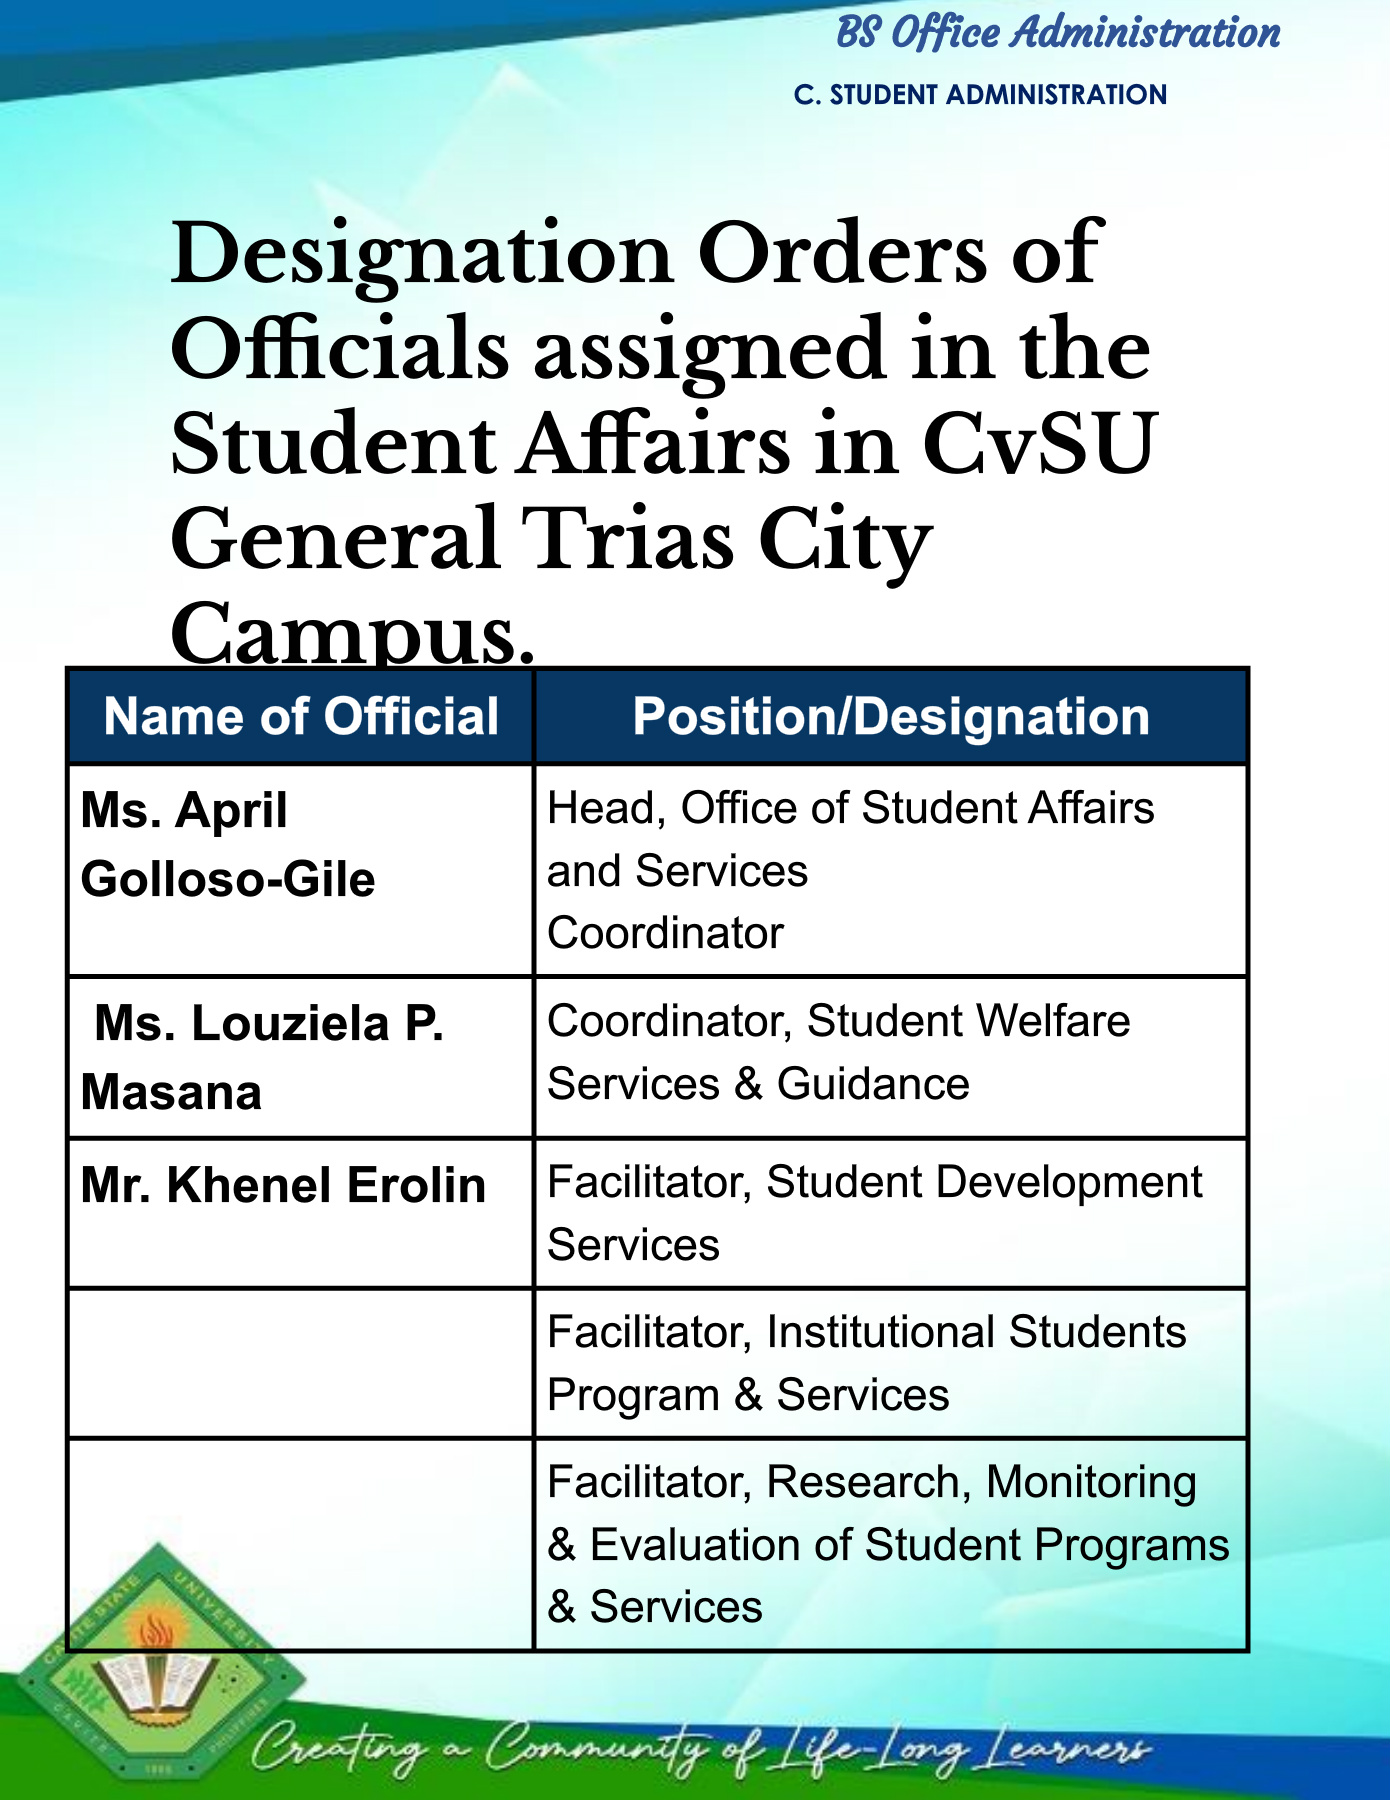 BS Office Administration
C. STUDENT ADMINISTRATION
Designation Orders of
Officials assigned in the
Student Affairs in CvSU
General Trias City
Campus.
Name of Official
Position/Designation
Ms. April
Golloso-Gile
Head, Office of Student Affairs
and Services
Coordinator
Ms. Louziela P.
Masana
Coordinator, Student Welfare
Services & Guidance
Mr. Khenel Erolin
Facilitator, Student Development
Services
Facilitator, Institutional Students
Program & Services
Facilitator, Research, Monitoring
& Evaluation of Student Programs
& Services
CAVITE STATE UNIVERSITY
CAVITE
1906
PHILIPPINES
Creating a Community of Life-Long Learners